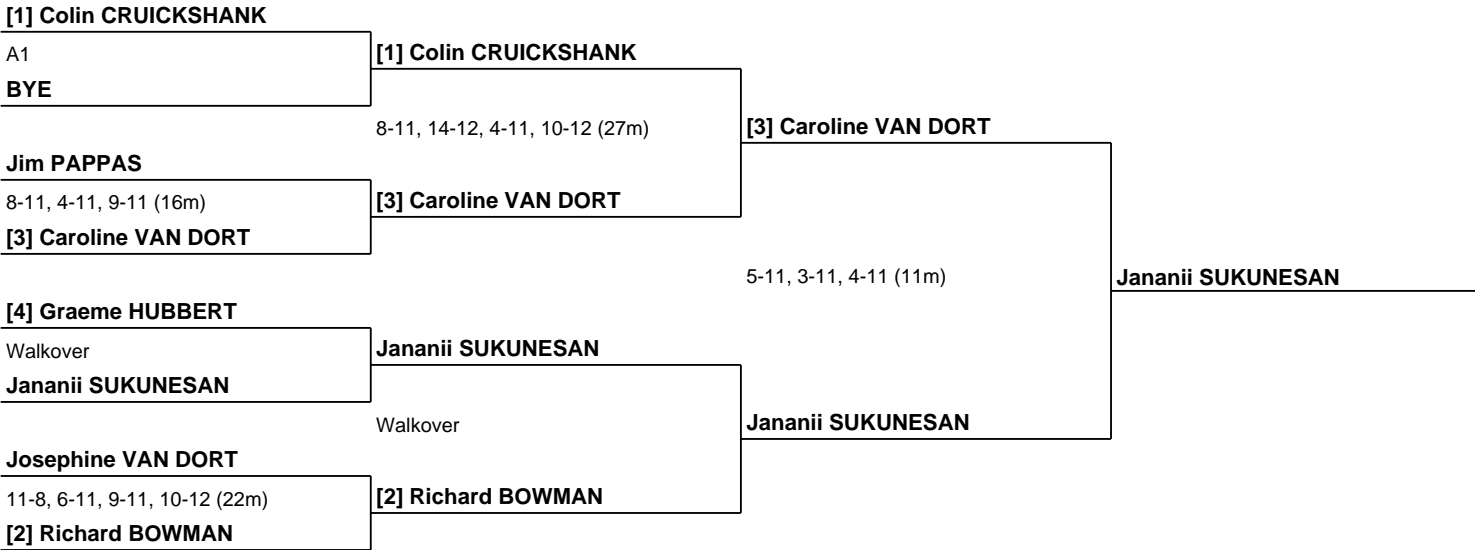 [1] Colin CRUICKSHANK
A1
BYE
Jim PAPPAS
8-11, 4-11, 9-11 (16m)
[3] Caroline VAN DORT
[4] Graeme HUBBERT
Walkover
Jananii SUKUNESAN
Josephine VAN DORT
11-8, 6-11, 9-11, 10-12 (22m)
[2] Richard BOWMAN
[1] Colin CRUICKSHANK
8-11, 14-12, 4-11, 10-12 (27m)
[3] Caroline VAN DORT
Jananii SUKUNESAN
Walkover
[2] Richard BOWMAN
[3] Caroline VAN DORT
5-11, 3-11, 4-11 (11m)
Jananii SUKUNESAN
Jananii SUKUNESAN